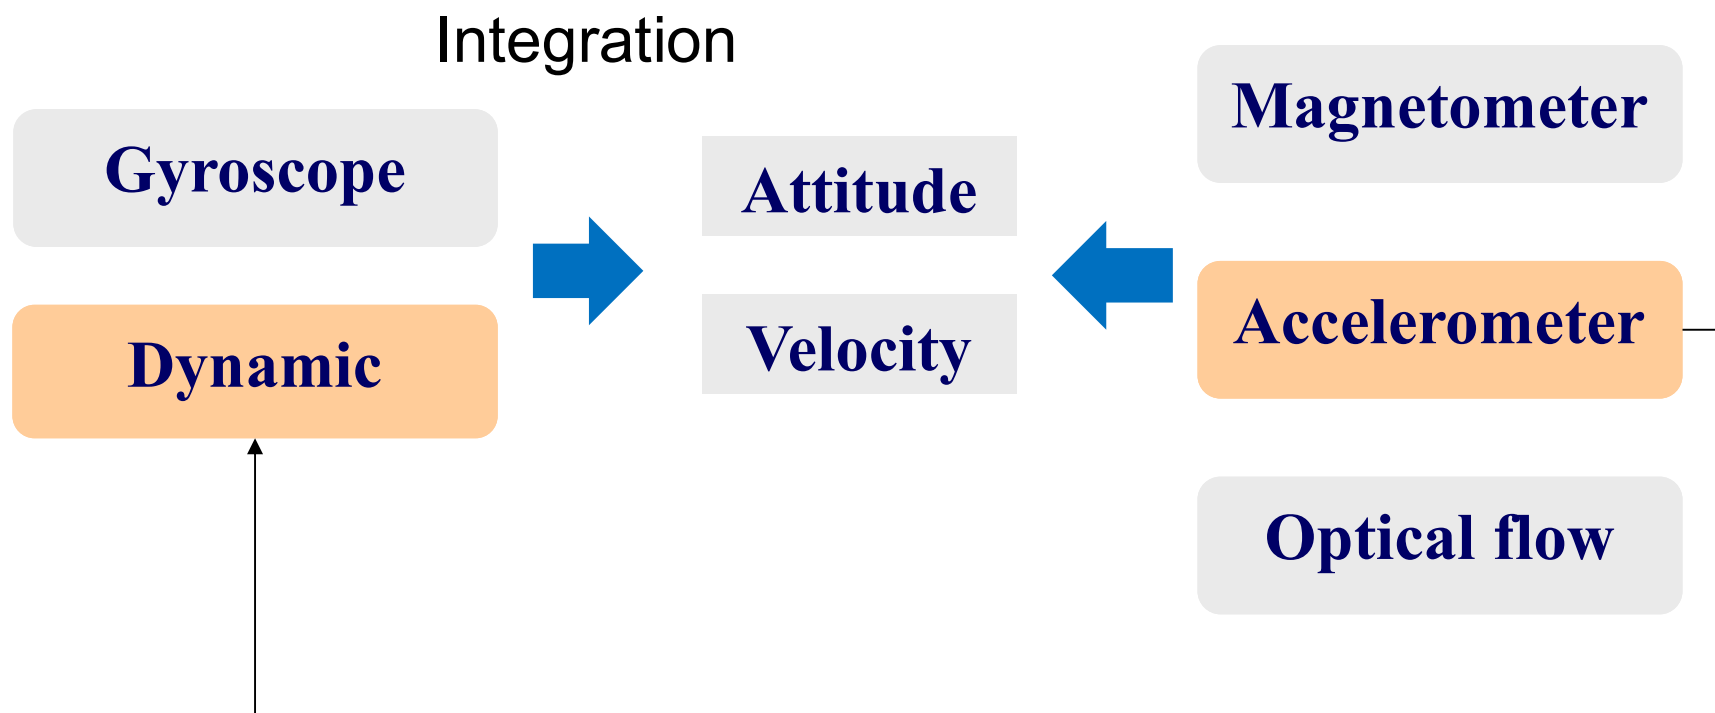 Integration
Gyroscope
Dynamic
Attitude
Velocity
Magnetometer
Accelerometer
Optical flow